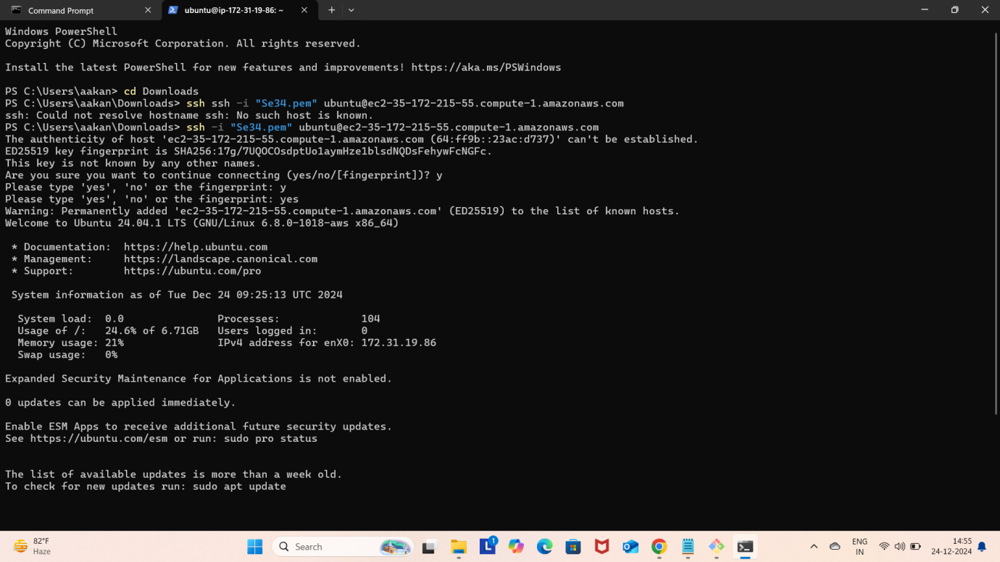 Command Prompt
ubuntu@ip-172-31-19-86: ~
Windows PowerShell
Copyright (C) Microsoft Corporation. All rights reserved.
Install the latest PowerShell for new features and improvements! https://aka.ms/PSWindows
PS C:\Users\aakan> cd Downloads
PS C:\Users\aakan\Downloads> ssh ssh -i "Se34.pem" ubuntu@ec2-35-172-215-55.compute-1.amazonaws.com
ssh: Could not resolve hostname ssh: No such host is known.
PS C:\Users\aakan\Downloads> ssh -i "Se34.pem" ubuntu@ec2-35-172-215-55.compute-1.amazonaws.com
The authenticity of host 'ec2-35-172-215-55.compute-1.amazonaws.com (64:ff9b::23ac:d737)' can't be established.
ED25519 key fingerprint is SHA256:17g/7UQOCOsdptUo1aymHze1blsdNQDsFehywFcNGFc.
This key is not known by any other names.
Are you sure you want to continue connecting (yes/no/[fingerprint])? y
Please type 'yes', 'no' or the fingerprint: y
Please type 'yes', 'no' or the fingerprint: yes
Warning: Permanently added 'ec2-35-172-215-55.compute-1.amazonaws.com' (ED25519) to the list of known hosts.
Welcome to Ubuntu 24.04.1 LTS (GNU/Linux 6.8.0-1018-aws x86_64)
* Documentation: https://help.ubuntu.com
* Management: https://landscape.canonical.com
* Support: https://ubuntu.com/pro
System information as of Tue Dec 24 09:25:13 UTC 2024
System load: 0.0 Processes: 104
Usage of /: 24.6% of 6.71GB Users logged in: 0
Memory usage: 21% IPv4 address for enX0: 172.31.19.86
Swap usage: 0%
Expanded Security Maintenance for Applications is not enabled.
0 updates can be applied immediately.
Enable ESM Apps to receive additional future security updates.
See https://ubuntu.com/esm or run: sudo pro status
The list of available updates is more than a week old.
To check for new updates run: sudo apt update
82°F
Haze
Search
L 1
ENG
IN
14:55
24-12-2024